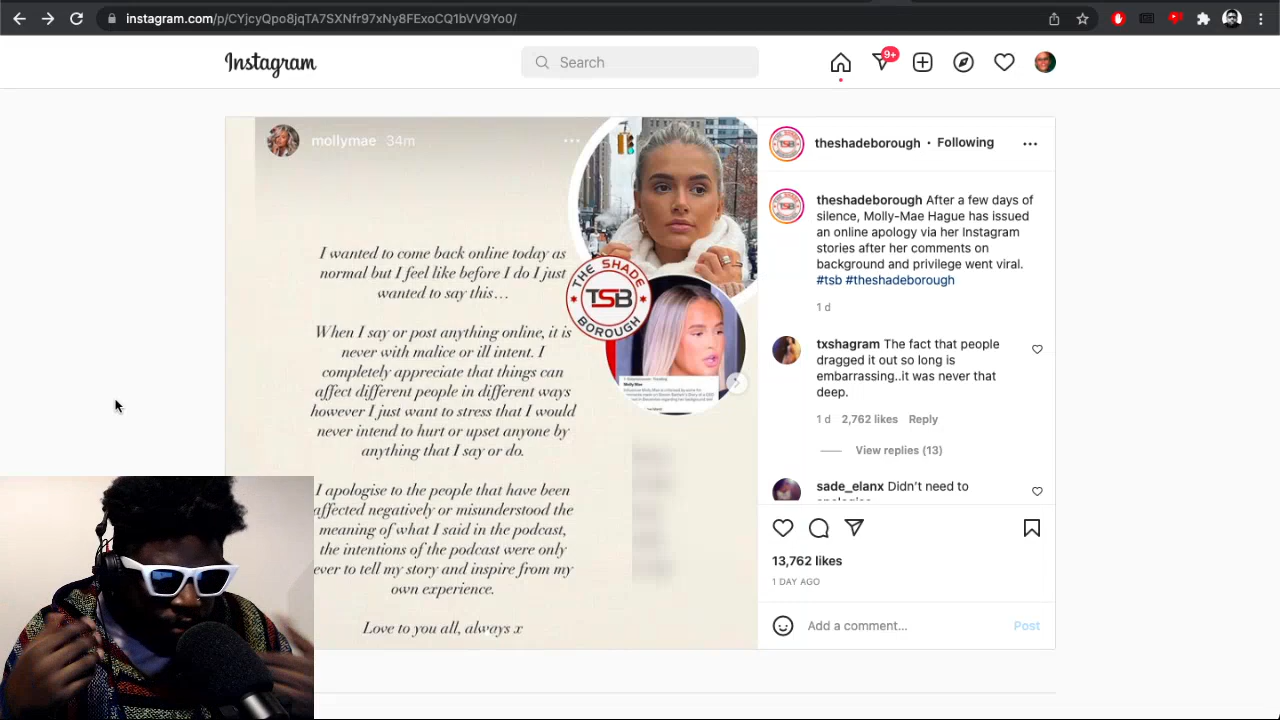 instagram.com/p/CYjcyQpo8jqTA7SXNfr97xNy8FExoCQ1bVV9Yo0/
Instagram
Search
9+
mollymae 34m
I wanted to come back online today as
normal but I feel like before I do I just
wanted to say this...
When I say or post anything online, it is
never with malice or ill intent. I
completely appreciate that things can
affect different people in different ways
however I just want to stress that I would
never intend to hurt or upset anyone by
anything that I say or do.
I apologise to the people that have been
affected negatively or misunderstood the
meaning of what I said in the podcast,
the intentions of the podcast were only
ever to tell my story and inspire from my
own experience.
Love to you all, always x
THE SHADE
TSB
BOROUGH
Molly Mae
theshadeborough • Following
theshadeborough After a few days of
silence, Molly-Mae Hague has issued
an online apology via her Instagram
stories after her comments on
background and privilege went viral.
#tsb #theshadeborough
1 d
txshagram The fact that people
dragged it out so long is
embarrassing..it was never that
deep.
1 d 2,762 likes Reply
View replies (13)
sade_elanx Didn't need to
13,762 likes
1 DAY AGO
Add a comment...
Post